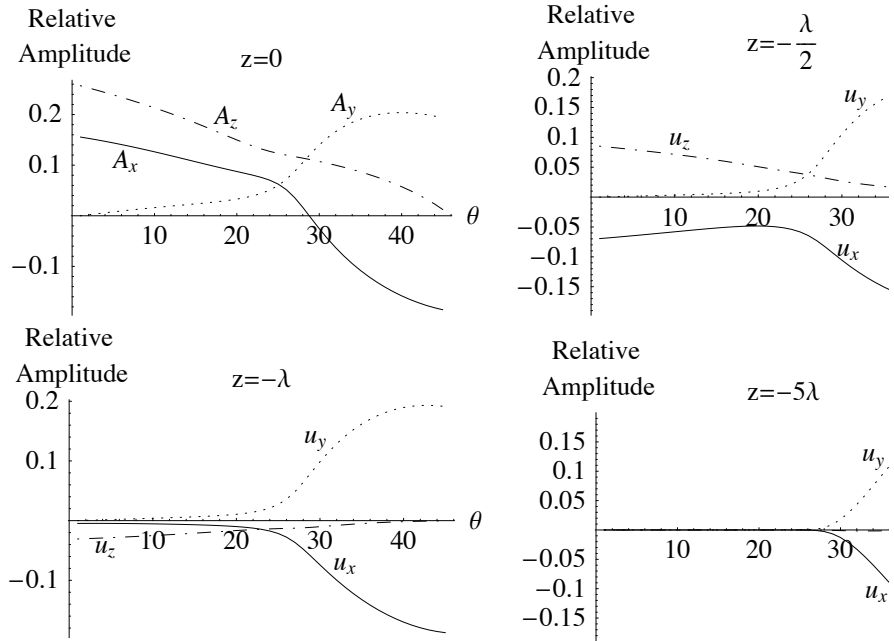 Relative
Amplitude
z=0
0.2
0.1
−0.1
A_z
A_y
A_x
10 20 30 40
θ
Relative
Amplitude
z=−λ/2
0.2
0.15
0.1
0.05
−0.05
−0.1
−0.15
u_y
u_z
10 20 30
u_x
Relative
Amplitude
z=−λ
0.2
0.1
−0.1
u_y
θ
u_z
10 20 30 40
u_x
Relative
Amplitude
z=−5λ
0.15
0.1
0.05
−0.05
−0.1
−0.15
u_y
10 20 30
u_x